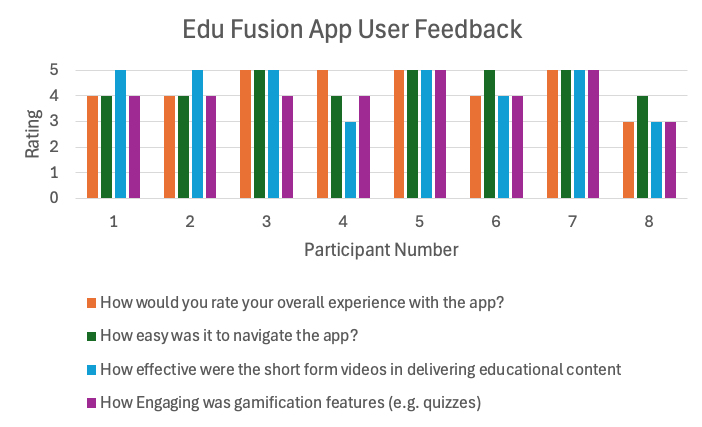 Edu Fusion App User Feedback
5
4
3
2
1
0
Rating
1 2 3 4 5 6 7 8
Participant Number
How would you rate your overall experience with the app?
How easy was it to navigate the app?
How effective were the short form videos in delivering educational content
How Engaging was gamification features (e.g. quizzes)